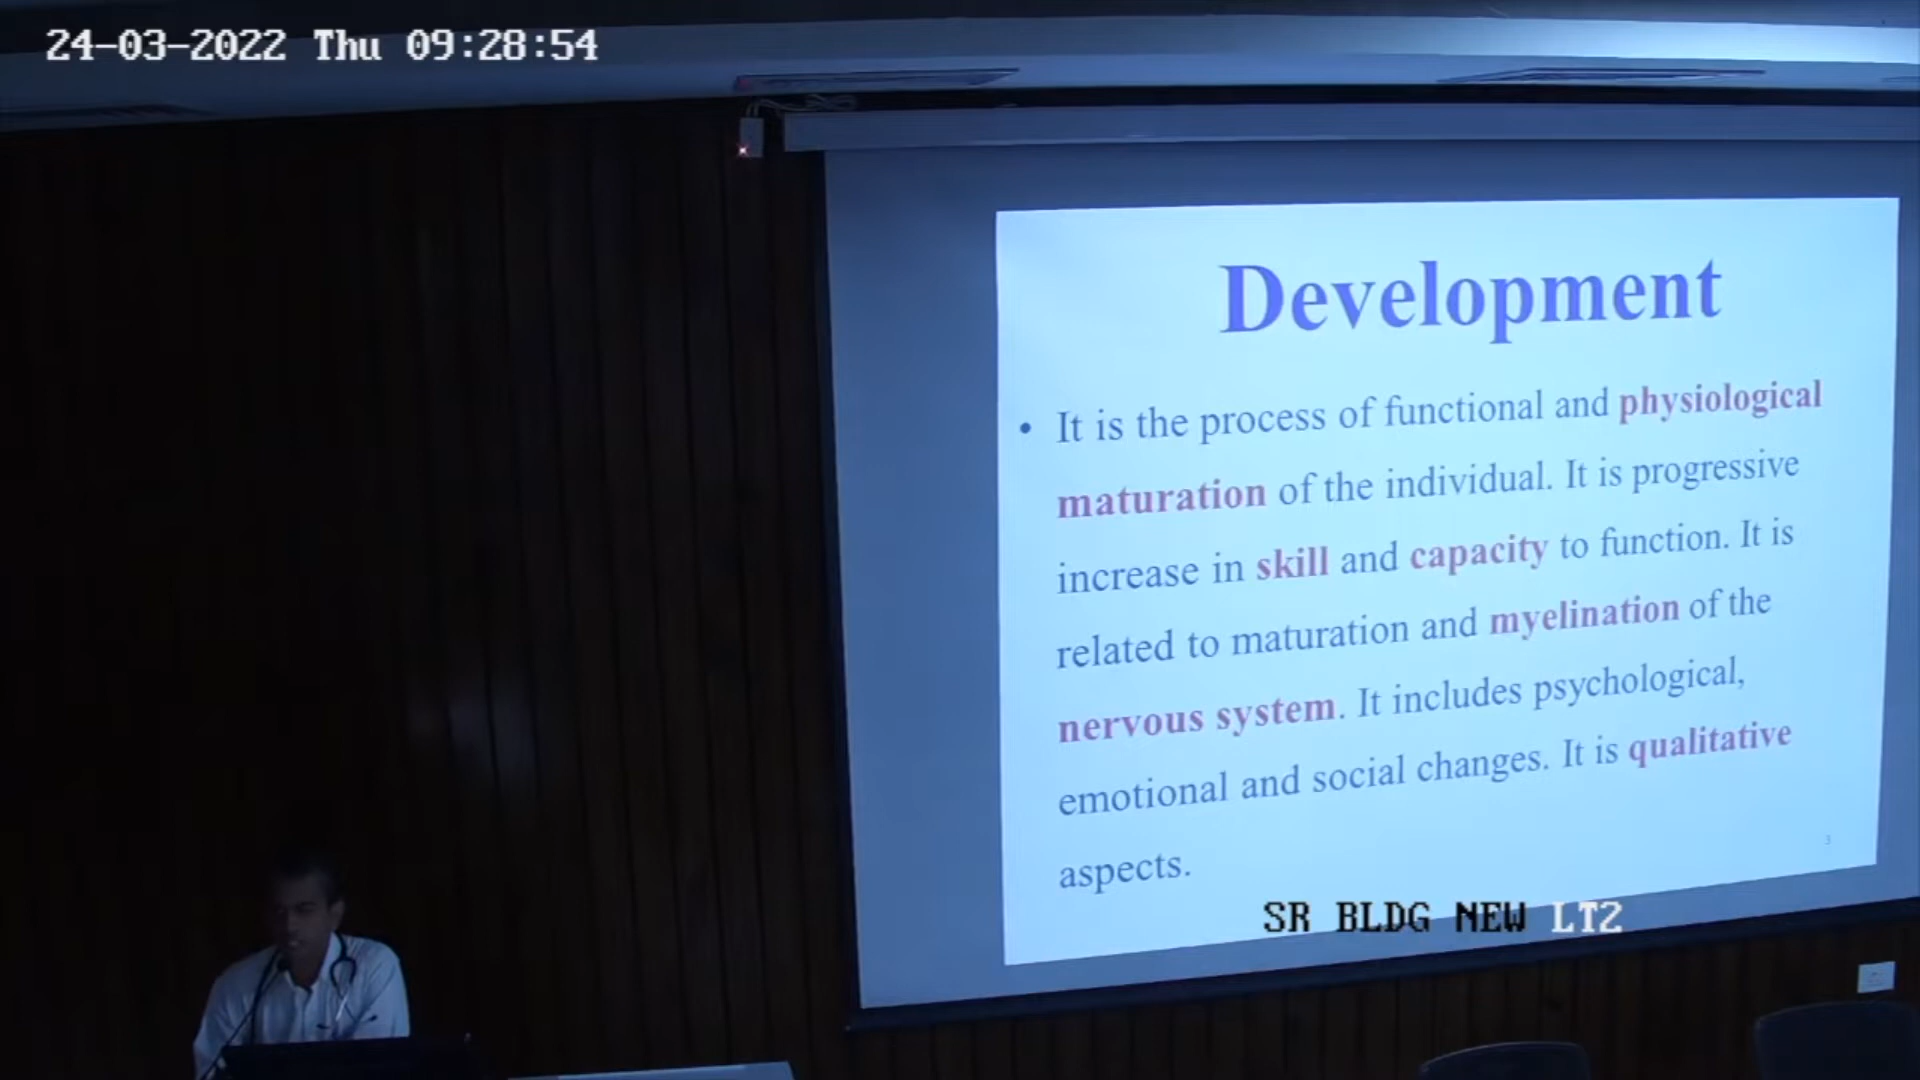 24-03-2022 Thu 09:28:54
Development
• It is the process of functional and physiological
maturation of the individual. It is progressive
increase in skill and capacity to function. It is
related to maturation and myelination of the
nervous system. It includes psychological,
emotional and social changes. It is qualitative
aspects.
3
SR BLDG NEW LT2